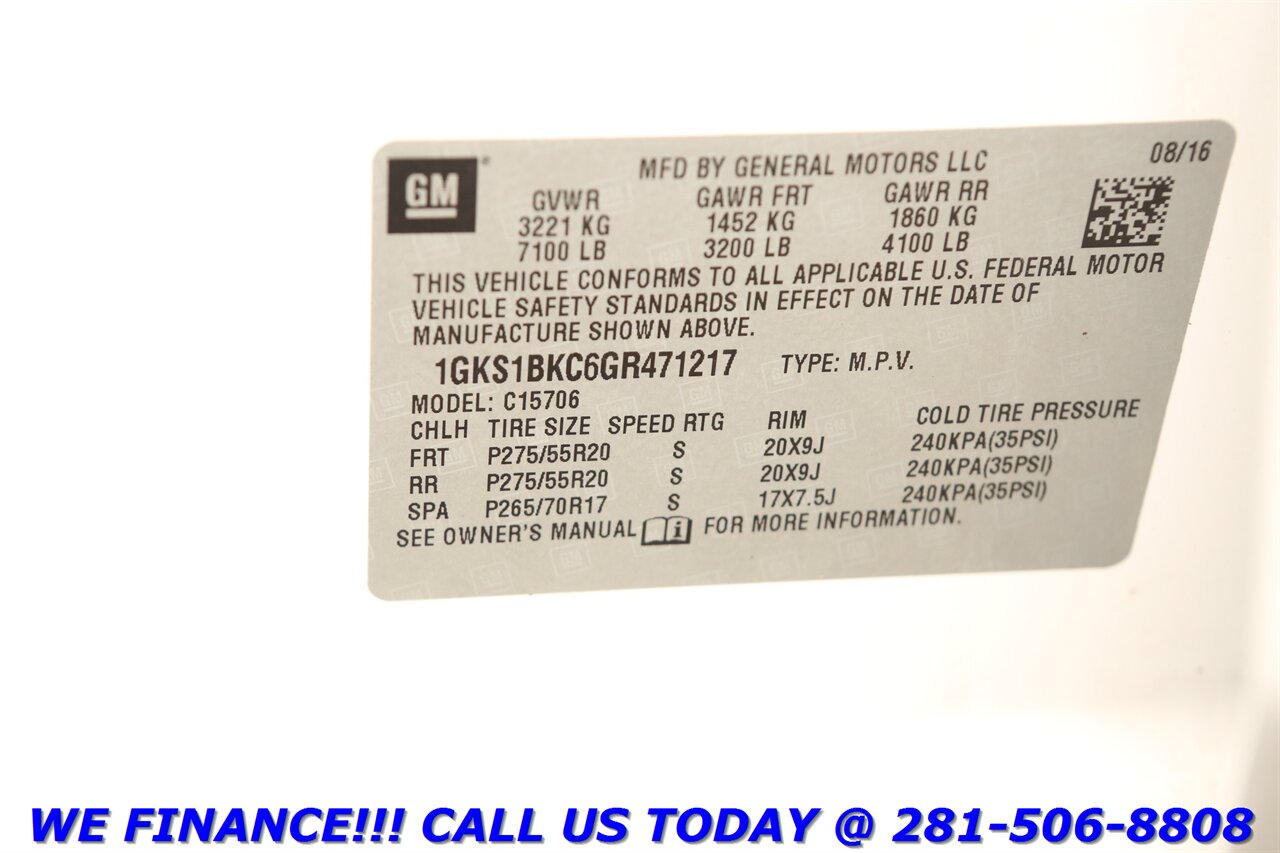 GM
MFD BY GENERAL MOTORS LLC
08/16
GVWR GAWR FRT GAWR RR
3221 KG 1452 KG 1860 KG
7100 LB 3200 LB 4100 LB
THIS VEHICLE CONFORMS TO ALL APPLICABLE U.S. FEDERAL MOTOR
VEHICLE SAFETY STANDARDS IN EFFECT ON THE DATE OF
MANUFACTURE SHOWN ABOVE.
1GKS1BKC6GR471217 TYPE: M.P.V.
MODEL: C15706
CHLH TIRE SIZE SPEED RTG RIM COLD TIRE PRESSURE
FRT P275/55R20 S 20X9J 240KPA(35PSI)
RR P275/55R20 S 20X9J 240KPA(35PSI)
SPA P265/70R17 S 17X7.5J 240KPA(35PSI)
SEE OWNER'S MANUAL FOR MORE INFORMATION.
WE FINANCE!!! CALL US TODAY @ 281-506-8808